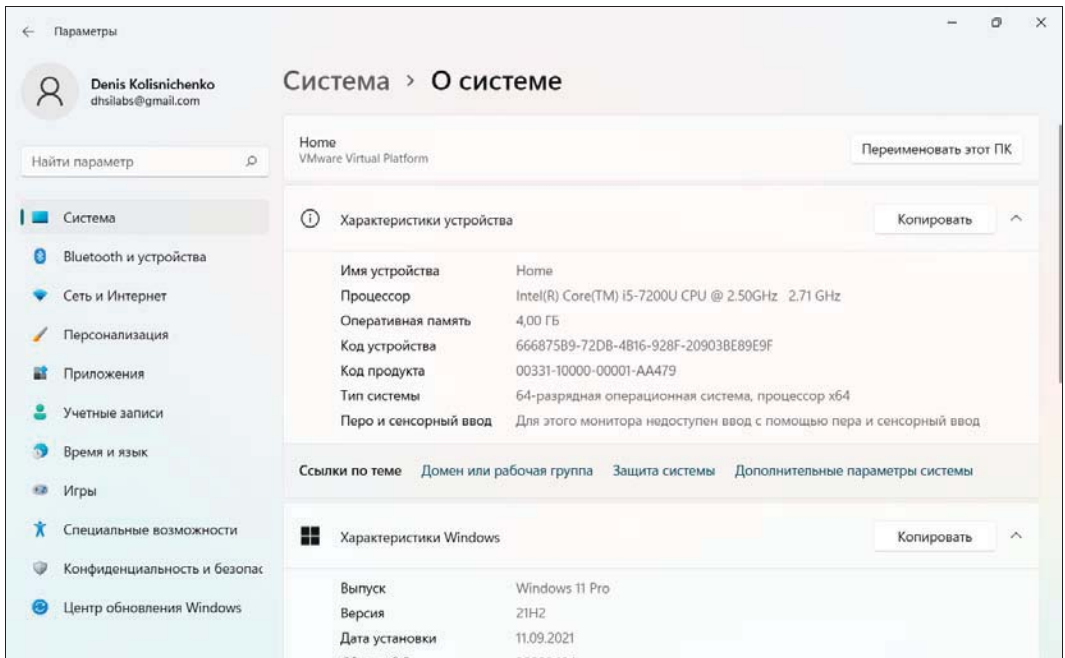 Параметры
Denis Kolisnichenko
dhsilabs@gmail.com
Найти параметр
Система
Bluetooth и устройства
Сеть и Интернет
Персонализация
Приложения
Учетные записи
Время и язык
Игры
Специальные возможности
Конфиденциальность и безопас
Центр обновления Windows
Система > О системе
Home
VMware Virtual Platform
Переименовать этот ПК
Характеристики устройства
Копировать
Имя устройства Home
Процессор Intel(R) Core(TM) i5-7200U CPU @ 2.50GHz 2.71 GHz
Оперативная память 4,00 ГБ
Код устройства 666875B9-72DB-4B16-928F-20903BE89E9F
Код продукта 00331-10000-00001-AA479
Тип системы 64-разрядная операционная система, процессор x64
Перо и сенсорный ввод Для этого монитора недоступен ввод с помощью пера и сенсорный ввод
Ссылки по теме Домен или рабочая группа Защита системы Дополнительные параметры системы
Характеристики Windows
Копировать
Выпуск Windows 11 Pro
Версия 21H2
Дата установки 11.09.2021